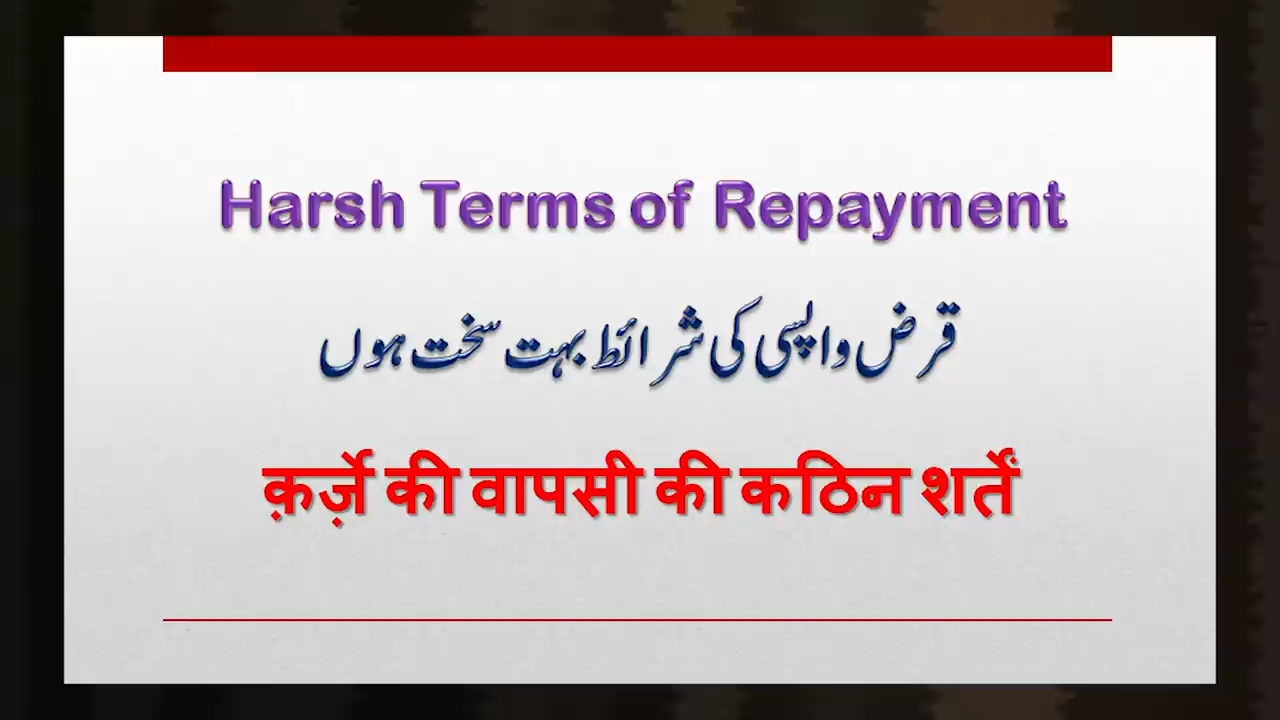 Harsh Terms of Repayment
قرض واپسی کی شرائط بہت سخت ہوں
क़र्ज़े की वापसी की कठिन शर्तें